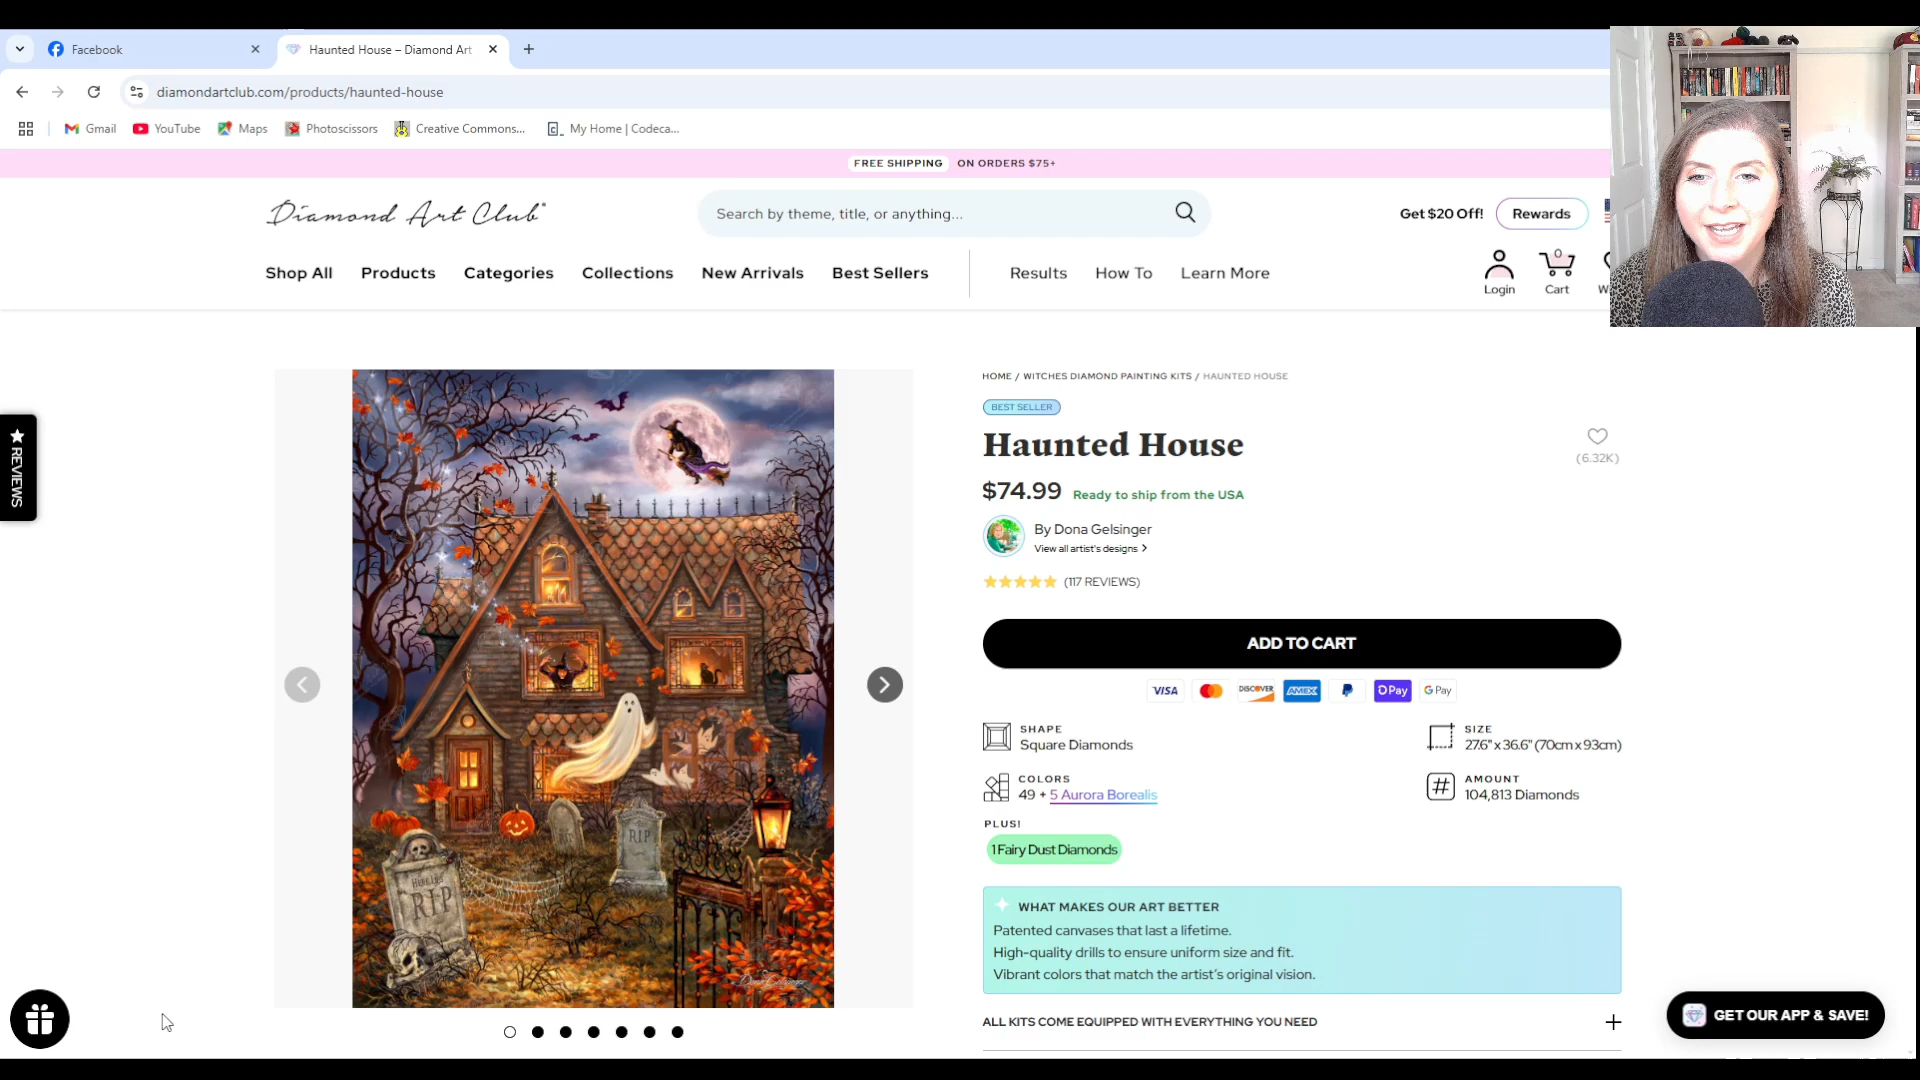 Facebook
Haunted House – Diamond Art
diamondartclub.com/products/haunted-house
Gmail
YouTube
Maps
Photoscissors
Creative Commons...
My Home | Codeca...
FREE SHIPPING ON ORDERS $75+
Diamond Art Club
Search by theme, title, or anything...
Get $20 Off!
Rewards
Shop All
Products
Categories
Collections
New Arrivals
Best Sellers
Results
How To
Learn More
0
Login
Cart
★ REVIEWS
HOME / WITCHES DIAMOND PAINTING KITS / HAUNTED HOUSE
BEST SELLER
Haunted House
(6.32K)
$74.99 Ready to ship from the USA
By Dona Gelsinger
View all artist's designs >
(117 REVIEWS)
ADD TO CART
VISA
DISCOVER
AMEX
Pay
G Pay
SHAPE
Square Diamonds
SIZE
27.6" x 36.6" (70cm x 93cm)
COLORS
49 + 5 Aurora Borealis
AMOUNT
104,813 Diamonds
PLUS!
1 Fairy Dust Diamonds
WHAT MAKES OUR ART BETTER
Patented canvases that last a lifetime.
High-quality drills to ensure uniform size and fit.
Vibrant colors that match the artist's original vision.
ALL KITS COME EQUIPPED WITH EVERYTHING YOU NEED
GET OUR APP & SAVE!
RIP
RIP